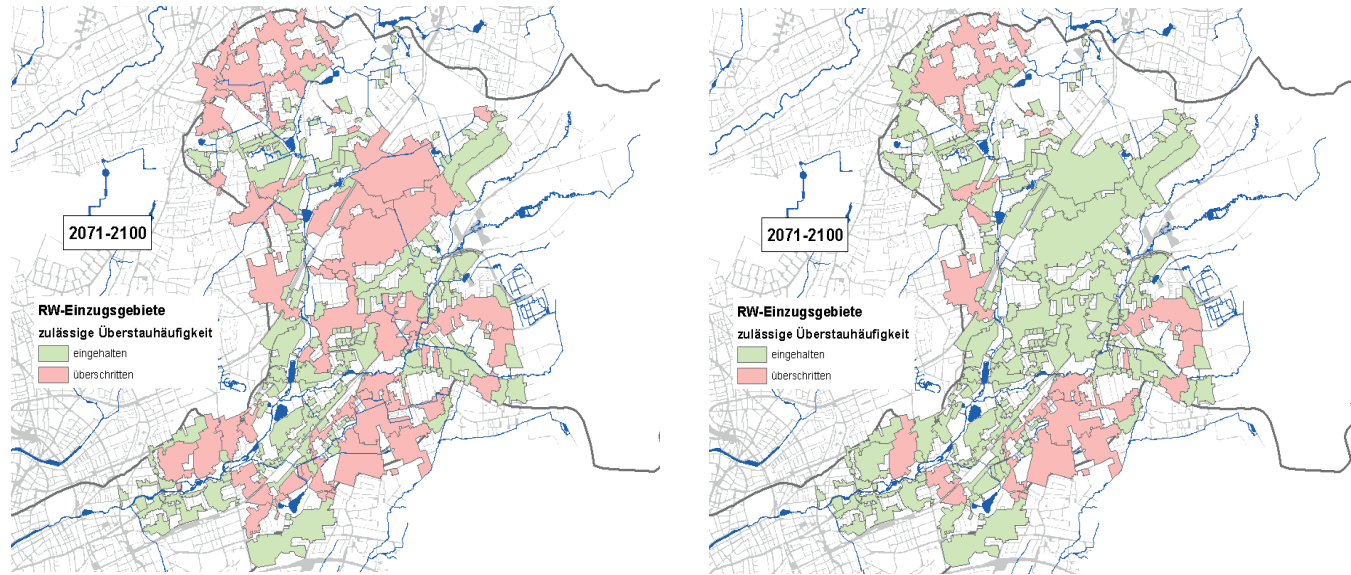 2071-2100
RW-Einzugsgebiete
zulässige Überstauhäufigkeit
eingehalten
überschritten
2071-2100
RW-Einzugsgebiete
zulässige Überstauhäufigkeit
eingehalten
überschritten